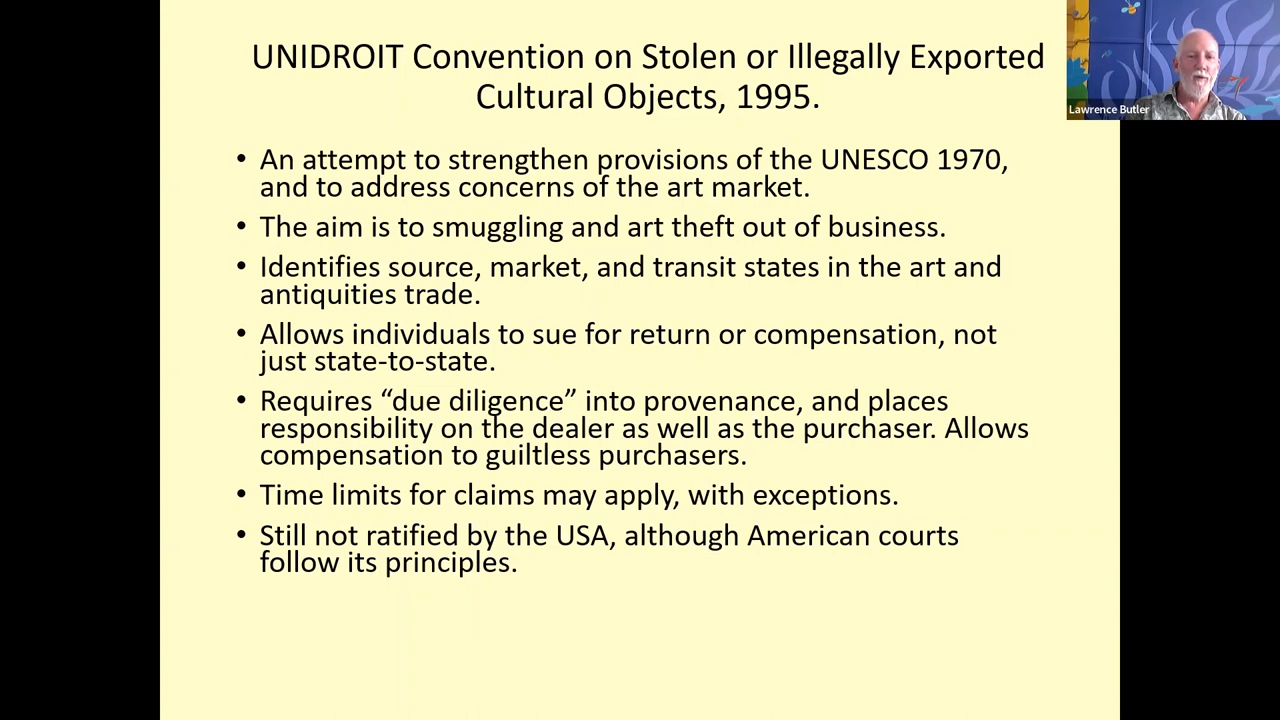 UNIDROIT Convention on Stolen or Illegally Exported
Cultural Objects, 1995.
Lawrence Butler
• An attempt to strengthen provisions of the UNESCO 1970,
and to address concerns of the art market.
• The aim is to smuggling and art theft out of business.
• Identifies source, market, and transit states in the art and
antiquities trade.
• Allows individuals to sue for return or compensation, not
just state-to-state.
• Requires “due diligence” into provenance, and places
responsibility on the dealer as well as the purchaser. Allows
compensation to guiltless purchasers.
• Time limits for claims may apply, with exceptions.
• Still not ratified by the USA, although American courts
follow its principles.